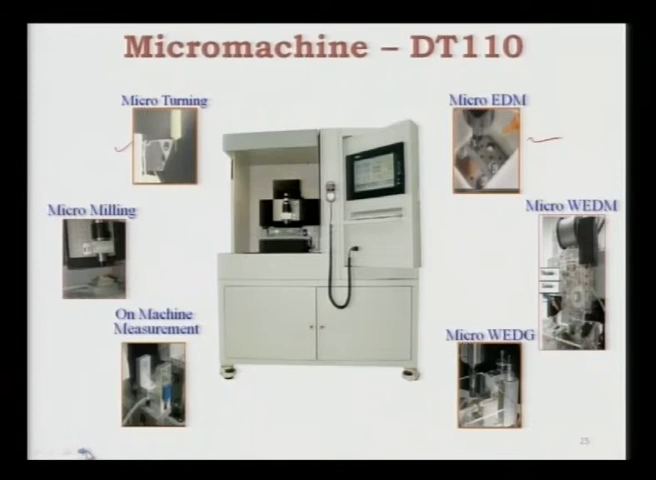 Micromachine – DT110
Micro Turning
Micro EDM
Micro Milling
Micro WEDM
On Machine
Measurement
Micro WEDG
25